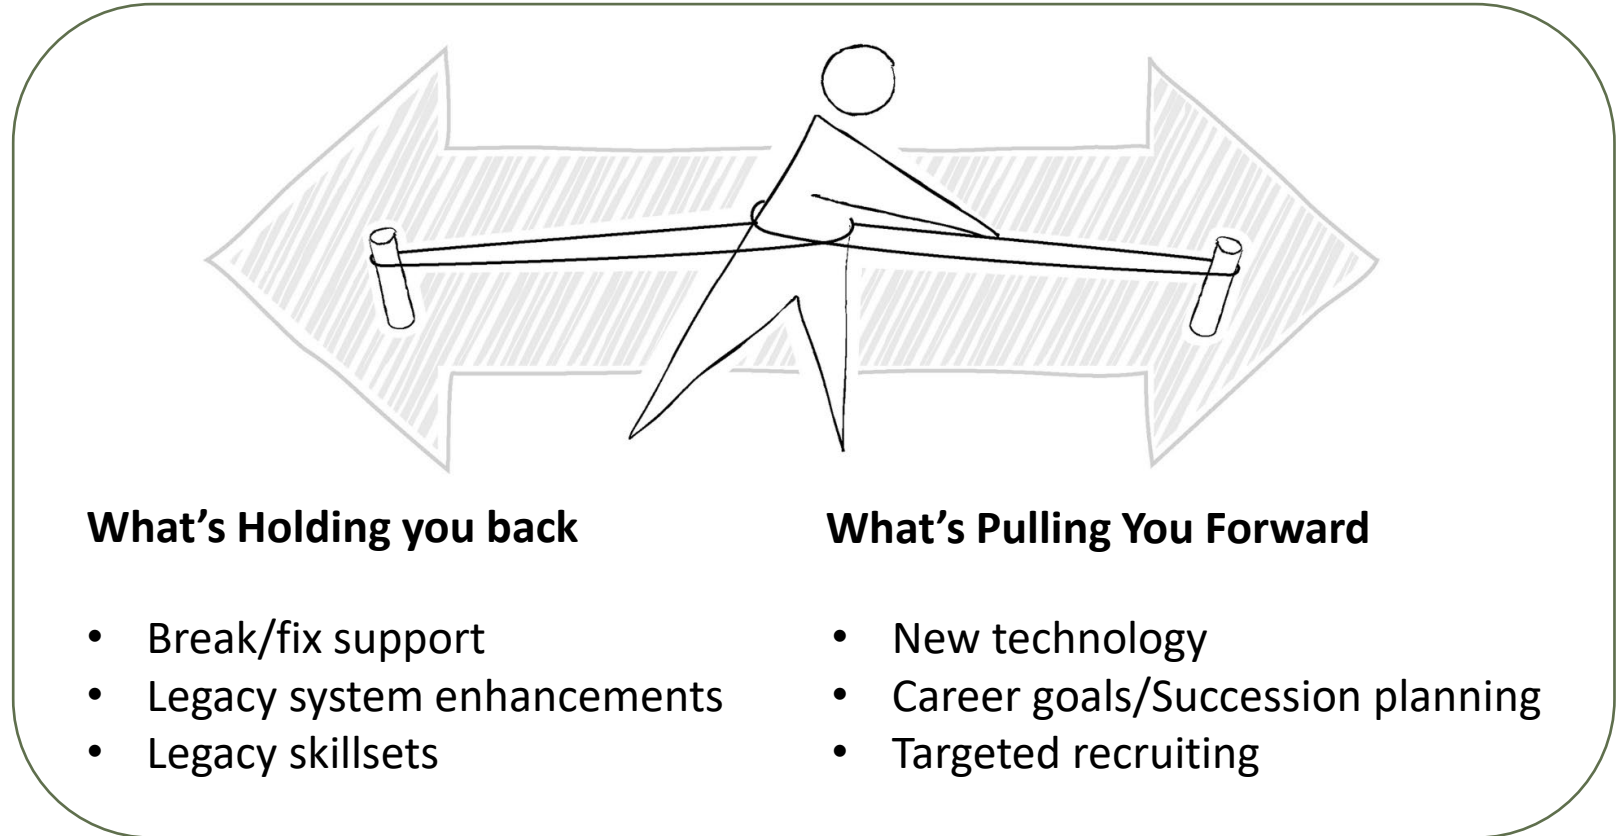 What’s Holding you back
• Break/fix support
• Legacy system enhancements
• Legacy skillsets
What’s Pulling You Forward
• New technology
• Career goals/Succession planning
• Targeted recruiting